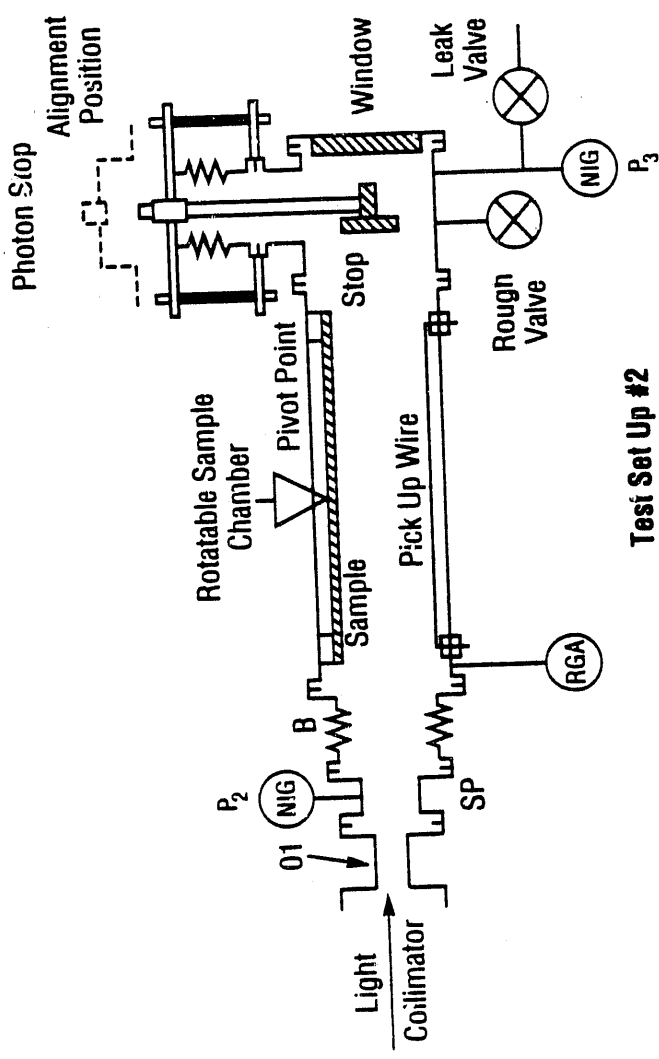 Photon Stop
Alignment
Position
Rotatable Sample
Chamber
Pivot Point
Sample
Stop
Window
Leak
Valve
NIG
P3
Rough
Valve
Pick Up Wire
RGA
B
P2
NIG
01
SP
Light
Coilimator
Test Set Up #2